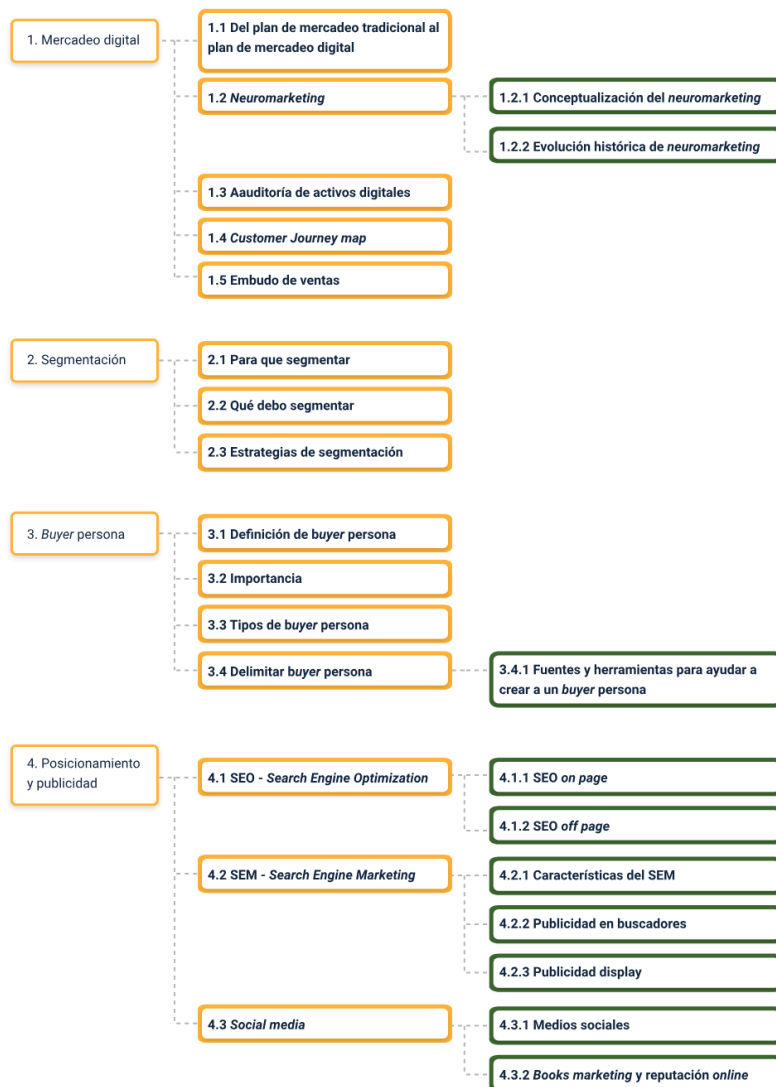 1. Mercadeo digital
1.1 Del plan de mercadeo tradicional al
plan de mercadeo digital
1.2 Neuromarketing
1.2.1 Conceptualización del neuromarketing
1.2.2 Evolución histórica de neuromarketing
1.3 Aauditoría de activos digitales
1.4 Customer Journey map
1.5 Embudo de ventas
2. Segmentación
2.1 Para que segmentar
2.2 Qué debo segmentar
2.3 Estrategias de segmentación
3. Buyer persona
3.1 Definición de buyer persona
3.2 Importancia
3.3 Tipos de buyer persona
3.4 Delimitar buyer persona
3.4.1 Fuentes y herramientas para ayudar a
crear a un buyer persona
4. Posicionamiento
y publicidad
4.1 SEO - Search Engine Optimization
4.1.1 SEO on page
4.1.2 SEO off page
4.2 SEM - Search Engine Marketing
4.2.1 Características del SEM
4.2.2 Publicidad en buscadores
4.2.3 Publicidad display
4.3 Social media
4.3.1 Medios sociales
4.3.2 Books marketing y reputación online